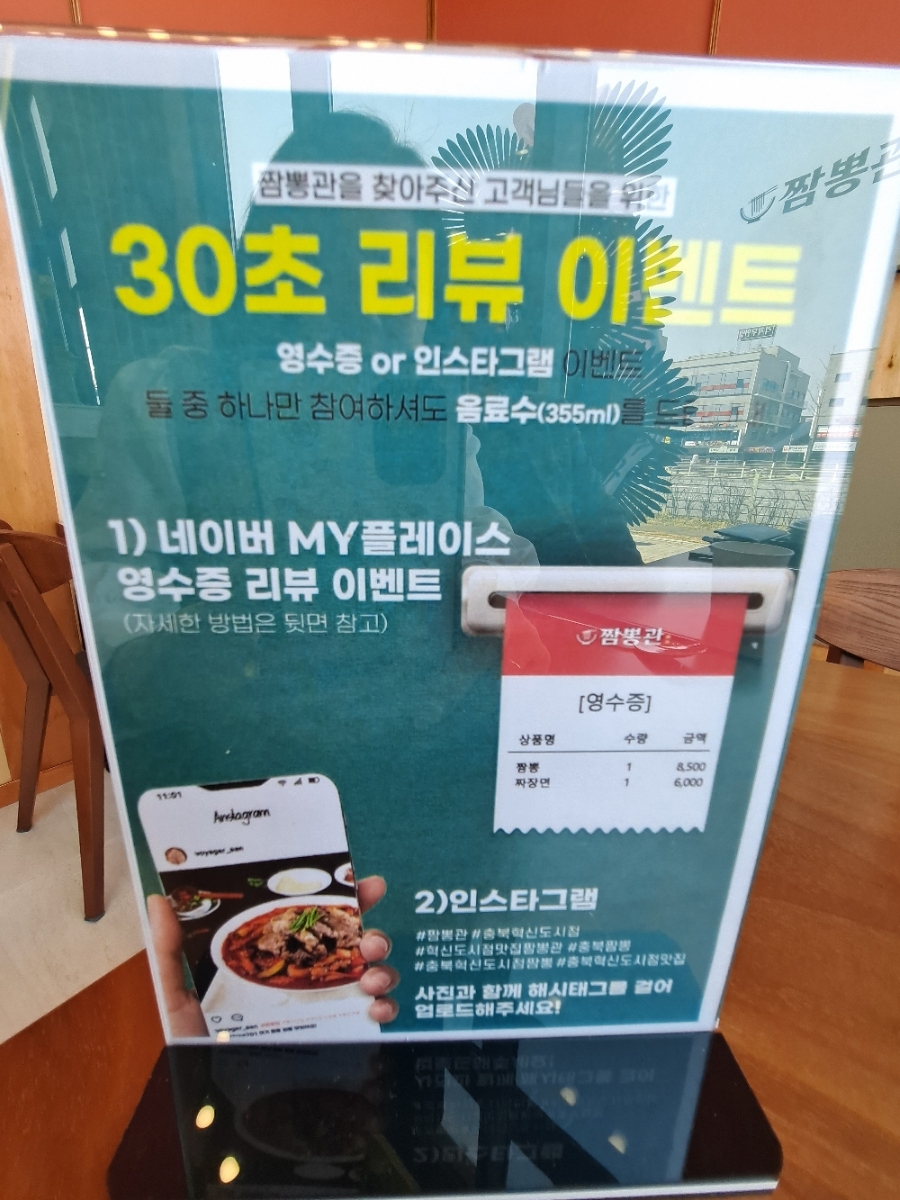 짬뽕관을 찾아주신 고객님들을 위한
짬뽕관
30초 리뷰 이벤트
영수증 or 인스타그램 이벤트
둘 중 하나만 참여하셔도 음료수(355ml)를
1) 네이버 MY플레이스
영수증 리뷰 이벤트
(자세한 방법은 뒷면 참고)
짬뽕관
[영수증]
상품명 수량 금액
짬뽕 1 8,500
짜장면 1 6,000
11:01
Instagram
voyager_sen
2)인스타그램
#짬뽕관 #충북혁신도시점
#혁신도시점맛집짬뽕관 #충북짬뽕
#충북혁신도시점짬뽕 #충북혁신도시점맛집
사진과 함께 해시태그를 걸어
업로드해주세요!